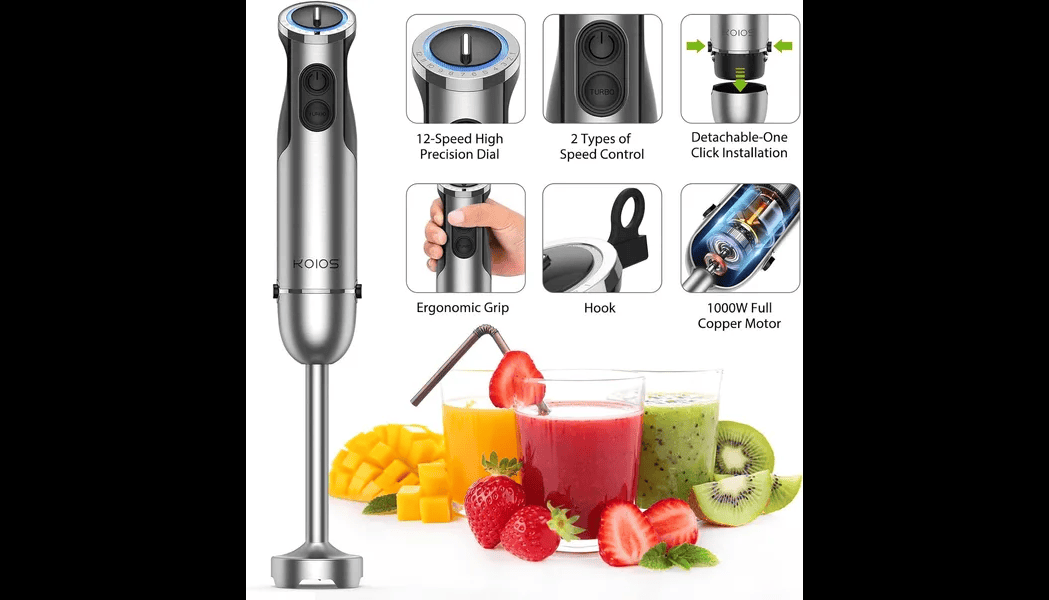 12-Speed High
Precision Dial
TURBO
2 Types of
Speed Control
KOIOS
Detachable-One
Click Installation
TURBO
KOIOS
Ergonomic Grip
Hook
1000W Full
Copper Motor